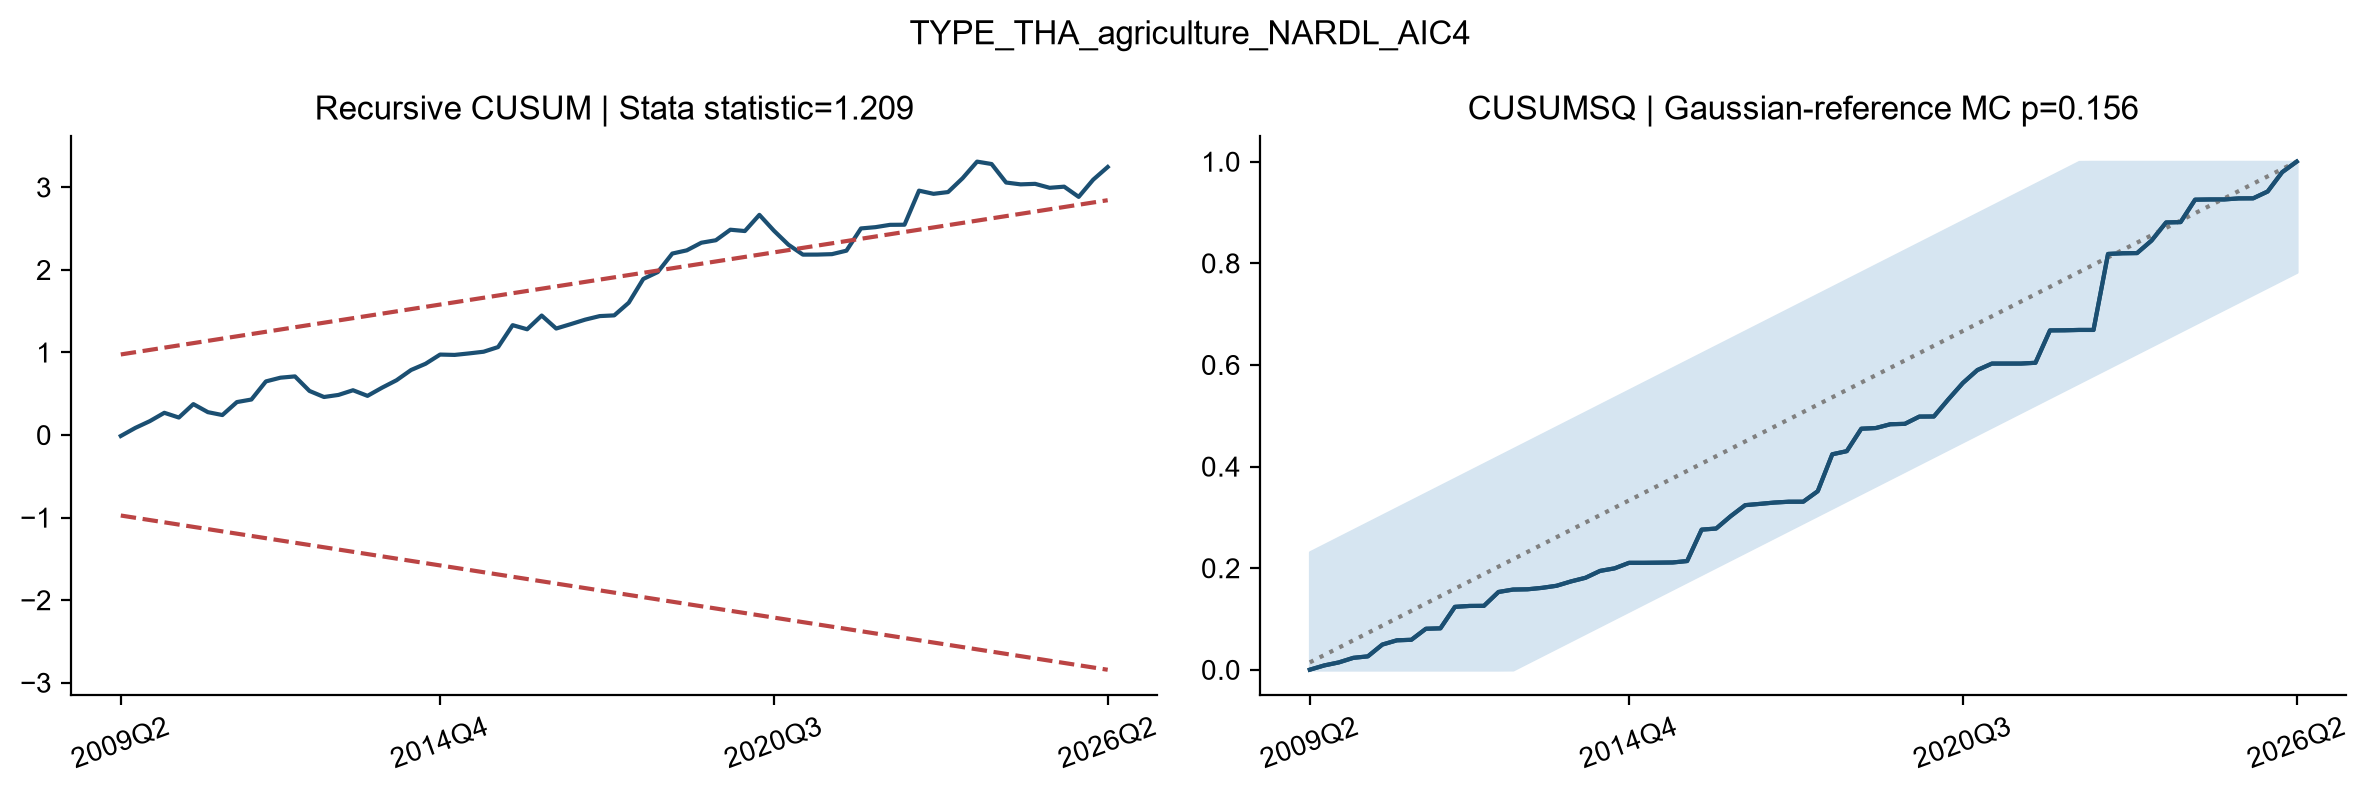 TYPE_THA_agriculture_NARDL_AIC4
Recursive CUSUM | Stata statistic=1.209
3
2
1
0
−1
−2
−3
2009Q2
2014Q4
2020Q3
2026Q2
CUSUMSQ | Gaussian-reference MC p=0.156
1.0
0.8
0.6
0.4
0.2
0.0
2009Q2
2014Q4
2020Q3
2026Q2